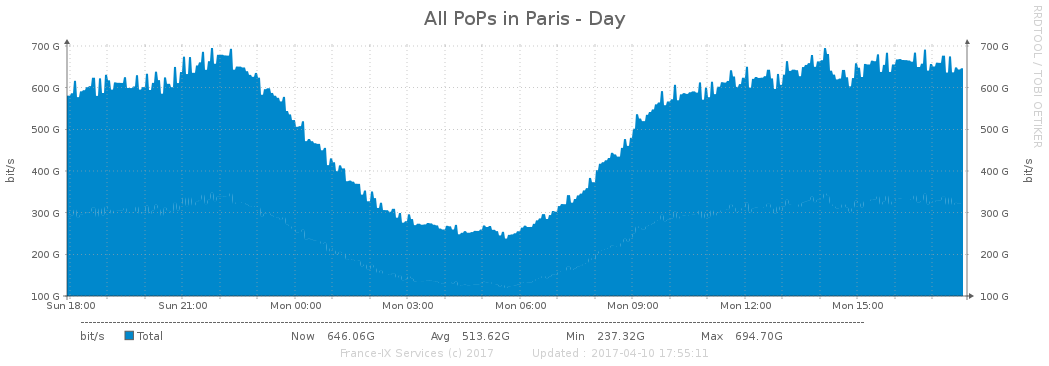 All PoPs in Paris - Day
RRDTOOL / TOBI OETIKER
700 G 700 G
600 G 600 G
500 G 500 G
400 G 400 G
300 G 300 G
200 G 200 G
100 G 100 G
bit/s bit/s
Sun 18:00 Sun 21:00 Mon 00:00 Mon 03:00 Mon 06:00 Mon 09:00 Mon 12:00 Mon 15:00
bit/s Total Now 646.06G Avg 513.62G Min 237.32G Max 694.70G
France-IX Services (c) 2017 Updated : 2017-04-10 17:55:11